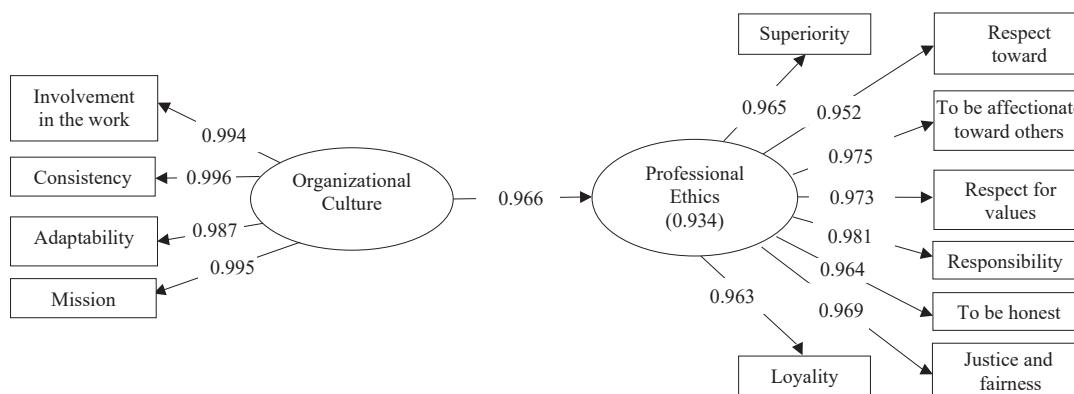 Superiority
Respect
toward
Involvement
in the work
0.994
0.965
0.952
To be affectionate
toward others
0.975
Consistency
0.996
Organizational
Culture
0.966
Professional
Ethics
(0.934)
0.973
Respect for
values
Adaptability
0.987
0.981
Responsibility
0.995
Mission
0.964
0.963
0.969
To be honest
Loyality
Justice and
fairness